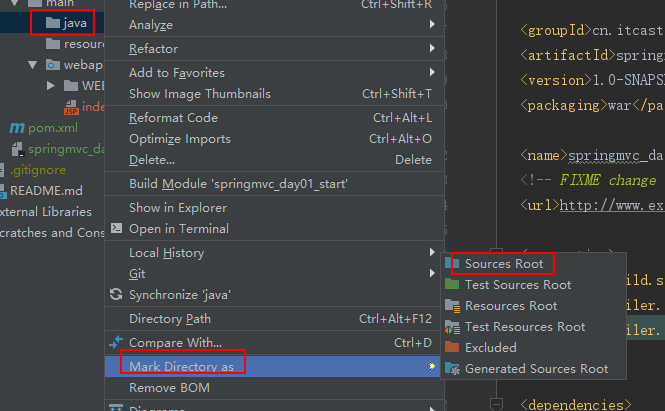 main
java
resour
webap
WE
inde
pom.xml
springmvc_da
.gitignore
README.md
xternal Libraries
cratches and Cons
Replace in Path... Ctrl+Shift+R
Analyze
Refactor
Add to Favorites
Show Image Thumbnails Ctrl+Shift+T
Reformat Code Ctrl+Alt+L
Optimize Imports Ctrl+Alt+O
Delete... Delete
Build Module 'springmvc_day01_start'
Show in Explorer
Open in Terminal
Local History
Git
Synchronize 'java'
Directory Path Ctrl+Alt+F12
Compare With... Ctrl+D
Mark Directory as
Remove BOM
Diagrams
Sources Root
Test Sources Root
Resources Root
Test Resources Root
Excluded
Generated Sources Root
<groupId>cn.itcast
<artifactId>spring
<version>1.0-SNAPS
<packaging>war</pa
<name>springmvc_da
<!-- FIXME change
<url>http://www.ex
ild.s
iler.
iler.
<dependencies>